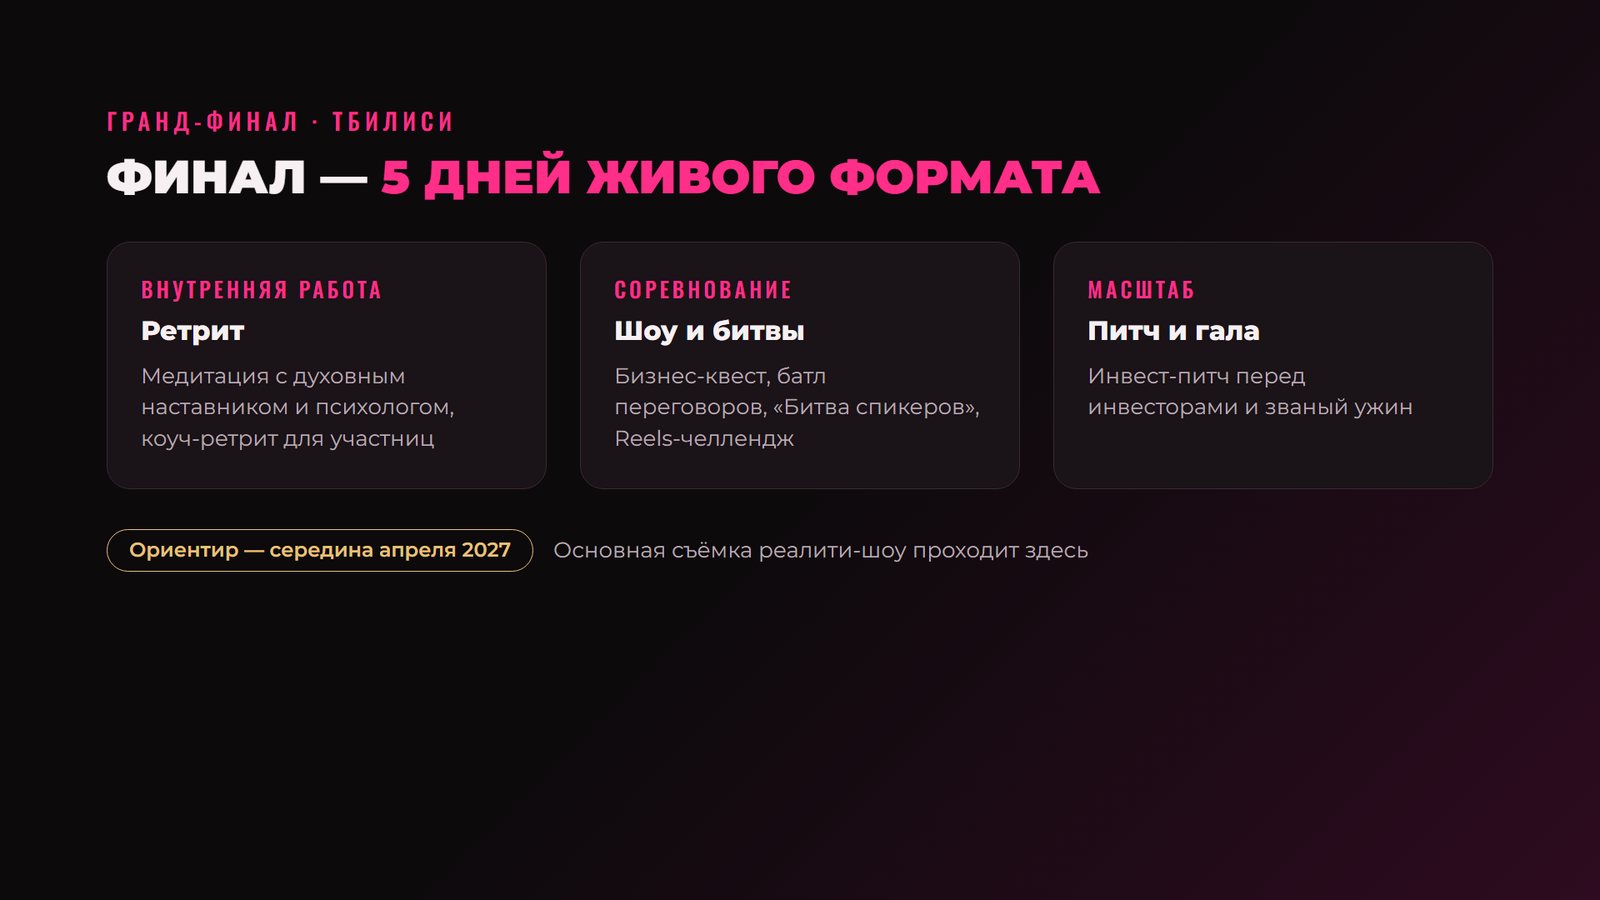 ГРАНД-ФИНАЛ · ТБИЛИСИ
ФИНАЛ — 5 ДНЕЙ ЖИВОГО ФОРМАТА
ВНУТРЕННЯЯ РАБОТА
Ретрит
Медитация с духовным
наставником и психологом,
коуч-ретрит для участниц
СОРЕВНОВАНИЕ
Шоу и битвы
Бизнес-квест, батл
переговоров, «Битва спикеров»,
Reels-челлендж
МАСШТАБ
Питч и гала
Инвест-питч перед
инвесторами и званый ужин
Ориентир — середина апреля 2027
Основная съёмка реалити-шоу проходит здесь